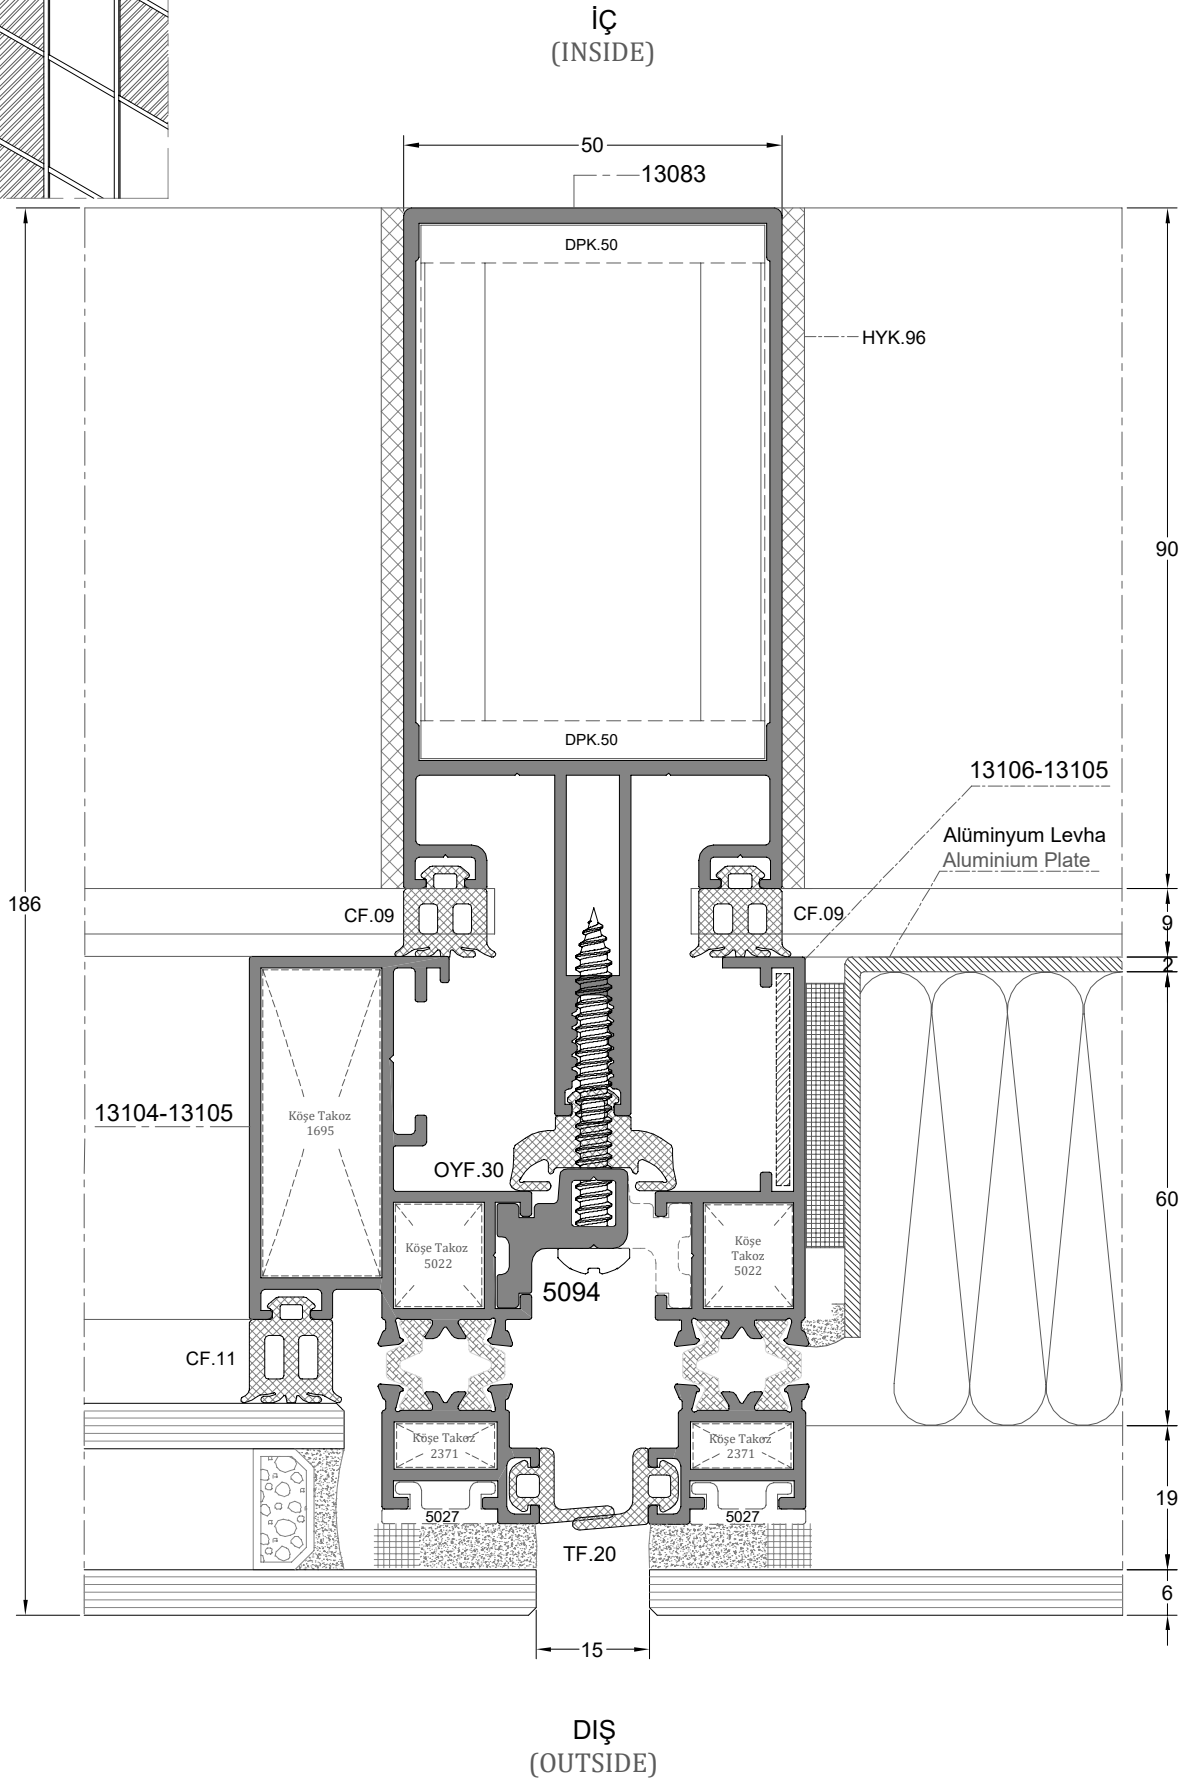 İÇ
(INSIDE)
50
13083
DPK.50
HYK.96
90
DPK.50
13106-13105
Alüminyum Levha
Aluminium Plate
186
CF.09
CF.09
9
2
13104-13105
Köşe Takoz
1695
OYF.30
60
Köşe Takoz
5022
Köşe
Takoz
5022
5094
CF.11
Köşe Takoz
2371
Köşe Takoz
2371
19
5027
5027
TF.20
6
15
DIŞ
(OUTSIDE)